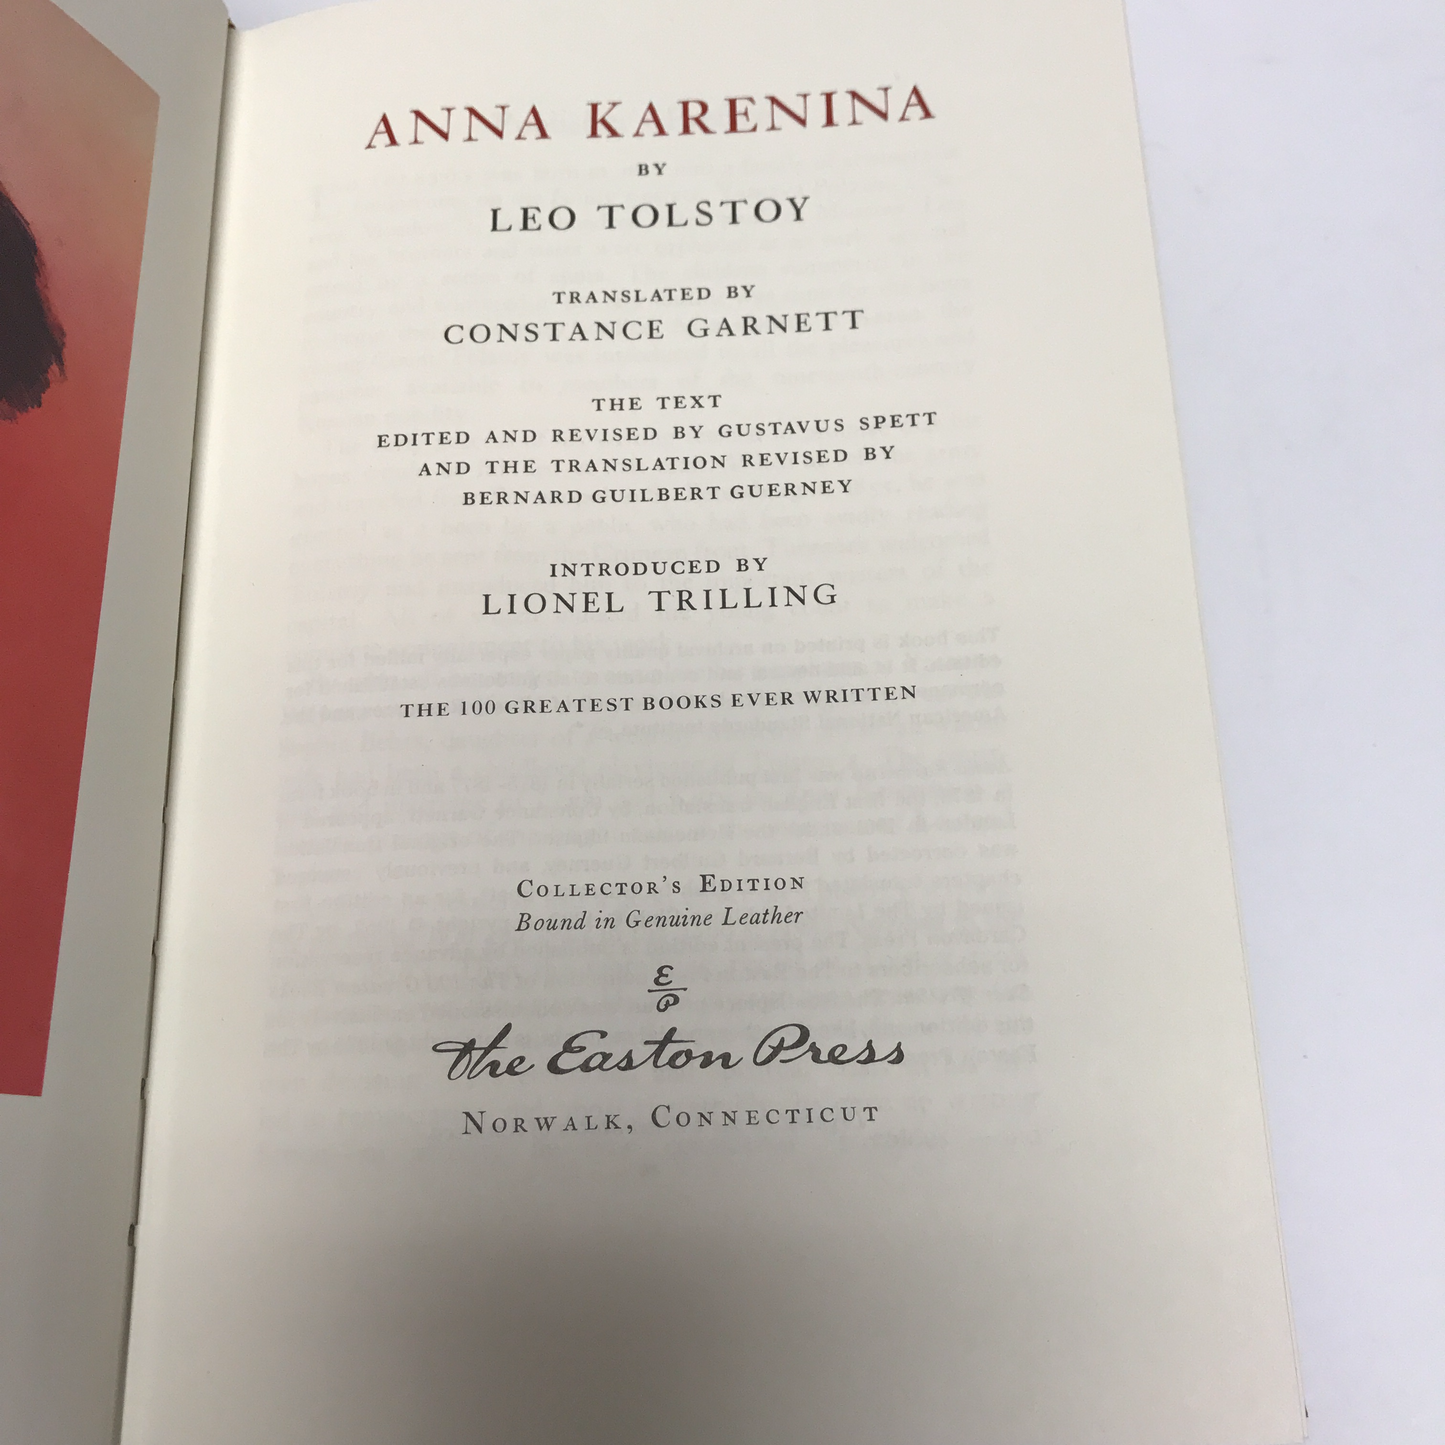 ANNA KARENINA
BY
LEO TOLSTOY
TRANSLATED BY
CONSTANCE GARNETT
THE TEXT
EDITED AND REVISED BY GUSTAVUS SPETT
AND THE TRANSLATION REVISED BY
BERNARD GUILBERT GUERNEY
INTRODUCED BY
LIONEL TRILLING
THE 100 GREATEST BOOKS EVER WRITTEN
COLLECTOR'S EDITION
Bound in Genuine Leather
E
P
The Easton Press
NORWALK, CONNECTICUT